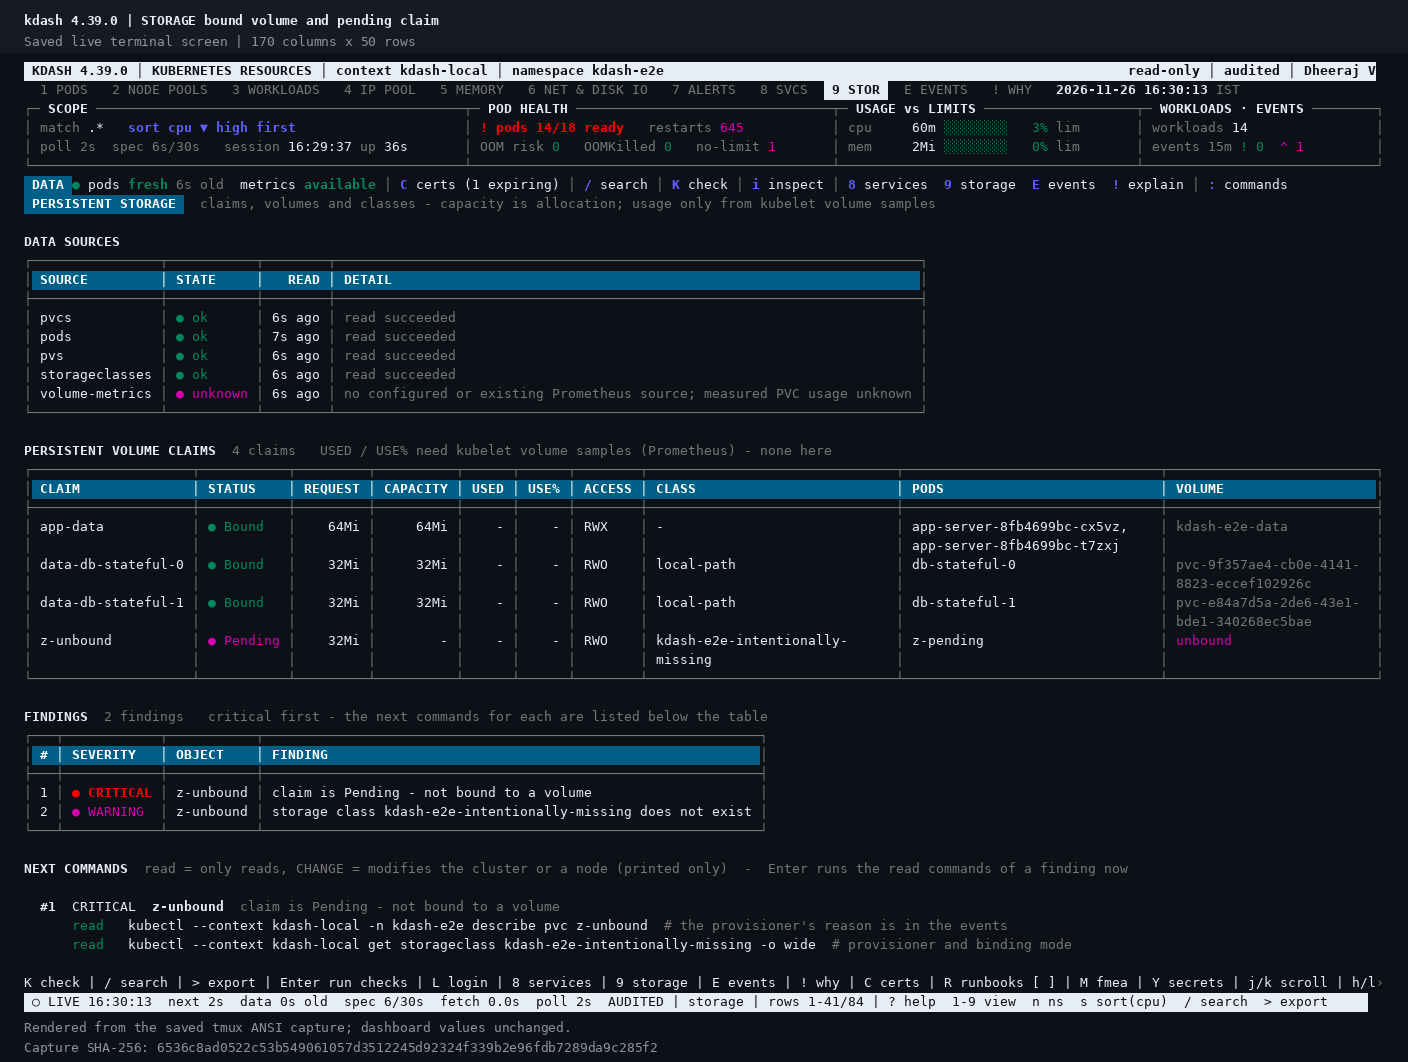 kdash 4.39.0 | STORAGE bound volume and pending claim
Saved live terminal screen | 170 columns x 50 rows
KDASH 4.39.0 │ KUBERNETES RESOURCES │ context kdash-local │ namespace kdash-e2e read-only │ audited │ Dheeraj V
1 PODS 2 NODE POOLS 3 WORKLOADS 4 IP POOL 5 MEMORY 6 NET & DISK IO 7 ALERTS 8 SVCS 9 STOR E EVENTS ! WHY 2026-11-26 16:30:13 IST
SCOPE POD HEALTH USAGE vs LIMITS WORKLOADS · EVENTS
match .* sort cpu ▼ high first │ ! pods 14/18 ready restarts 645 │ cpu 60m ░░░░░░░░ 3% lim │ workloads 14
poll 2s spec 6s/30s session 16:29:37 up 36s │ OOM risk 0 OOMKilled 0 no-limit 1 │ mem 2Mi ░░░░░░░░ 0% lim │ events 15m ! 0 ^ 1
DATA ● pods fresh 6s old metrics available │ C certs (1 expiring) │ / search │ K check │ i inspect │ 8 services 9 storage E events ! explain │ : commands
PERSISTENT STORAGE claims, volumes and classes - capacity is allocation; usage only from kubelet volume samples
DATA SOURCES
SOURCE │ STATE │ READ │ DETAIL
pvcs │ ● ok │ 6s ago │ read succeeded
pods │ ● ok │ 7s ago │ read succeeded
pvs │ ● ok │ 6s ago │ read succeeded
storageclasses │ ● ok │ 6s ago │ read succeeded
volume-metrics │ ● unknown │ 6s ago │ no configured or existing Prometheus source; measured PVC usage unknown
PERSISTENT VOLUME CLAIMS 4 claims USED / USE% need kubelet volume samples (Prometheus) - none here
CLAIM │ STATUS │ REQUEST │ CAPACITY │ USED │ USE% │ ACCESS │ CLASS │ PODS │ VOLUME
app-data │ ● Bound │ 64Mi │ 64Mi │ - │ - │ RWX │ - │ app-server-8fb4699bc-cx5vz, │ kdash-e2e-data
app-server-8fb4699bc-t7zxj
data-db-stateful-0 │ ● Bound │ 32Mi │ 32Mi │ - │ - │ RWO │ local-path │ db-stateful-0 │ pvc-9f357ae4-cb0e-4141-
8823-eccef102926c
data-db-stateful-1 │ ● Bound │ 32Mi │ 32Mi │ - │ - │ RWO │ local-path │ db-stateful-1 │ pvc-e84a7d5a-2de6-43e1-
bde1-340268ec5bae
z-unbound │ ● Pending │ 32Mi │ - │ - │ - │ RWO │ kdash-e2e-intentionally- │ z-pending │ unbound
missing
FINDINGS 2 findings critical first - the next commands for each are listed below the table
# │ SEVERITY │ OBJECT │ FINDING
1 │ ● CRITICAL │ z-unbound │ claim is Pending - not bound to a volume
2 │ ● WARNING │ z-unbound │ storage class kdash-e2e-intentionally-missing does not exist
NEXT COMMANDS read = only reads, CHANGE = modifies the cluster or a node (printed only) - Enter runs the read commands of a finding now
#1 CRITICAL z-unbound claim is Pending - not bound to a volume
read kubectl --context kdash-local -n kdash-e2e describe pvc z-unbound # the provisioner's reason is in the events
read kubectl --context kdash-local get storageclass kdash-e2e-intentionally-missing -o wide # provisioner and binding mode
K check | / search | > export | Enter run checks | L login | 8 services | 9 storage | E events | ! why | C certs | R runbooks [ ] | M fmea | Y secrets | j/k scroll | h/l›
○ LIVE 16:30:13 next 2s data 0s old spec 6/30s fetch 0.0s poll 2s AUDITED | storage | rows 1-41/84 | ? help 1-9 view n ns s sort(cpu) / search > export
Rendered from the saved tmux ANSI capture; dashboard values unchanged.
Capture SHA-256: 6536c8ad0522c53b549061057d3512245d92324f339b2e96fdb7289da9c285f2